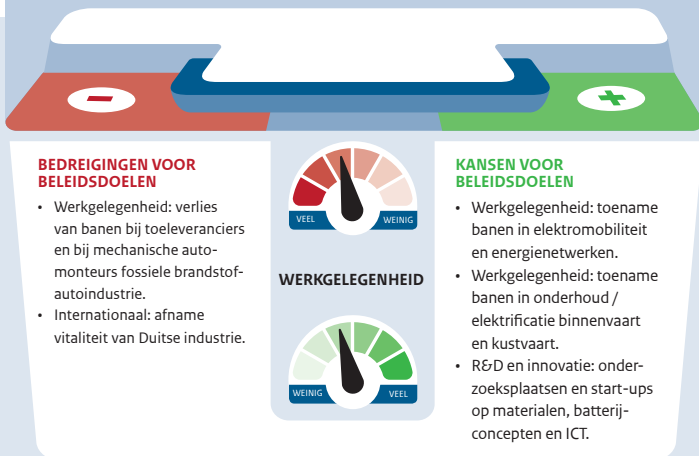 BEDREIGINGEN VOOR
BELEIDSDOELEN
• Werkgelegenheid: verlies
van banen bij toeleveranciers
en bij mechanische auto-
monteurs fossiele brandstof-
autoindustrie.
• Internationaal: afname
vitaliteit van Duitse industrie.
VEEL
WEINIG
WERKGELEGENHEID
WEINIG
VEEL
KANSEN VOOR
BELEIDSDOELEN
• Werkgelegenheid: toename
banen in elektromobiliteit
en energienetwerken.
• Werkgelegenheid: toename
banen in onderhoud /
elektrificatie binnenvaart
en kustvaart.
• R&D en innovatie: onder-
zoeksplaatsen en start-ups
op materialen, batterij-
concepten en ICT.